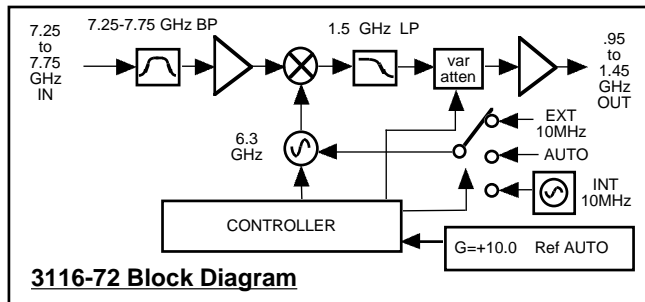 7.25
to
7.75
GHz
IN
7.25-7.75 GHz BP
1.5 GHz LP
var
atten
.95
to
1.45
GHz
OUT
6.3
GHz
EXT
10MHz
AUTO
INT
10MHz
CONTROLLER
G=+10.0 Ref AUTO
3116-72 Block Diagram